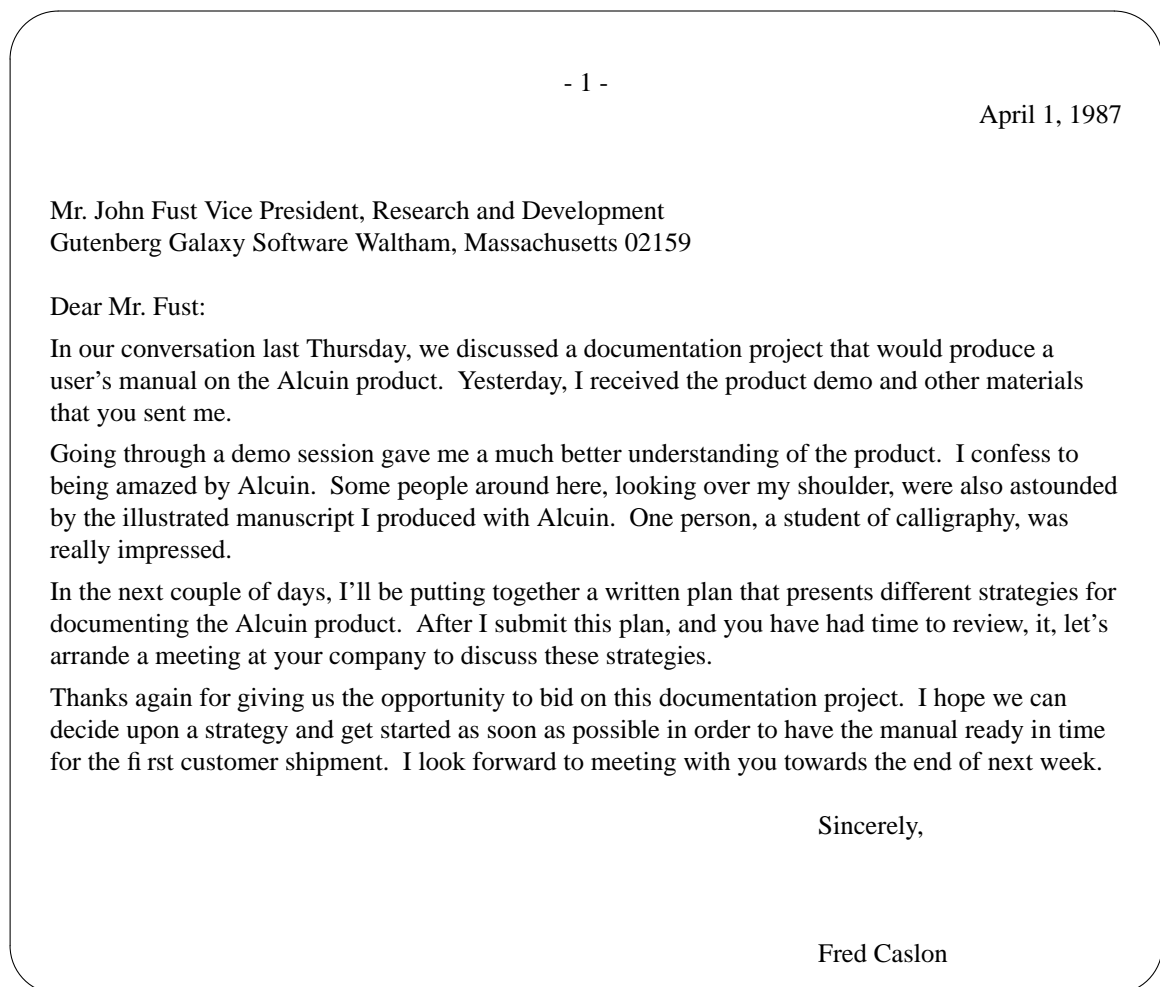 - 1 -
April 1, 1987
Mr. John Fust Vice President, Research and Development
Gutenberg Galaxy Software Waltham, Massachusetts 02159
Dear Mr. Fust:
In our conversation last Thursday, we discussed a documentation project that would produce a
user’s manual on the Alcuin product.  Yesterday, I received the product demo and other materials
that you sent me.
Going through a demo session gave me a much better understanding of the product.  I confess to
being amazed by Alcuin.  Some people around here, looking over my shoulder, were also astounded
by the illustrated manuscript I produced with Alcuin.  One person, a student of calligraphy, was
really impressed.
In the next couple of days, I’ll be putting together a written plan that presents different strategies for
documenting the Alcuin product.  After I submit this plan, and you have had time to review, it, let’s
arrande a meeting at your company to discuss these strategies.
Thanks again for giving us the opportunity to bid on this documentation project.  I hope we can
decide upon a strategy and get started as soon as possible in order to have the manual ready in time
for the fi rst customer shipment.  I look forward to meeting with you towards the end of next week.
Sincerely,
Fred Caslon